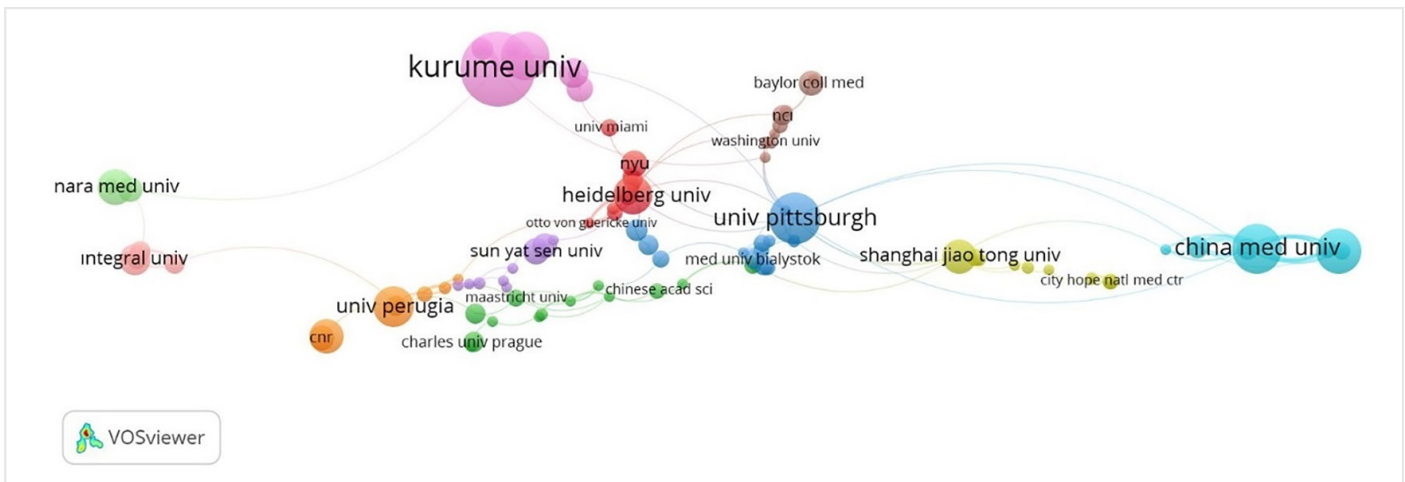 kurume univ
baylor coll med
nci
univ miami
washington univ
nyu
nara med univ
heidelberg univ
univ pittsburgh
otto von guericke univ
sun yat sen univ
china med univ
integral univ
med univ bialystok
shanghai jiao tong univ
city hope natl med ctr
chinese acad sci
maastricht univ
univ perugia
cnr
charles univ prague
VOSviewer